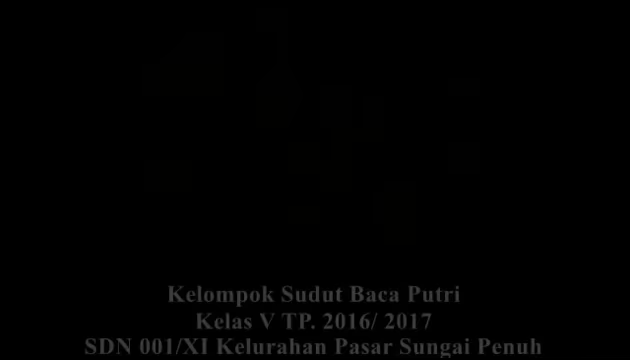 Kelompok Sudut Baca Putri
Kelas V TP. 2016/ 2017
SDN 001/XI Kelurahan Pasar Sungai Penuh